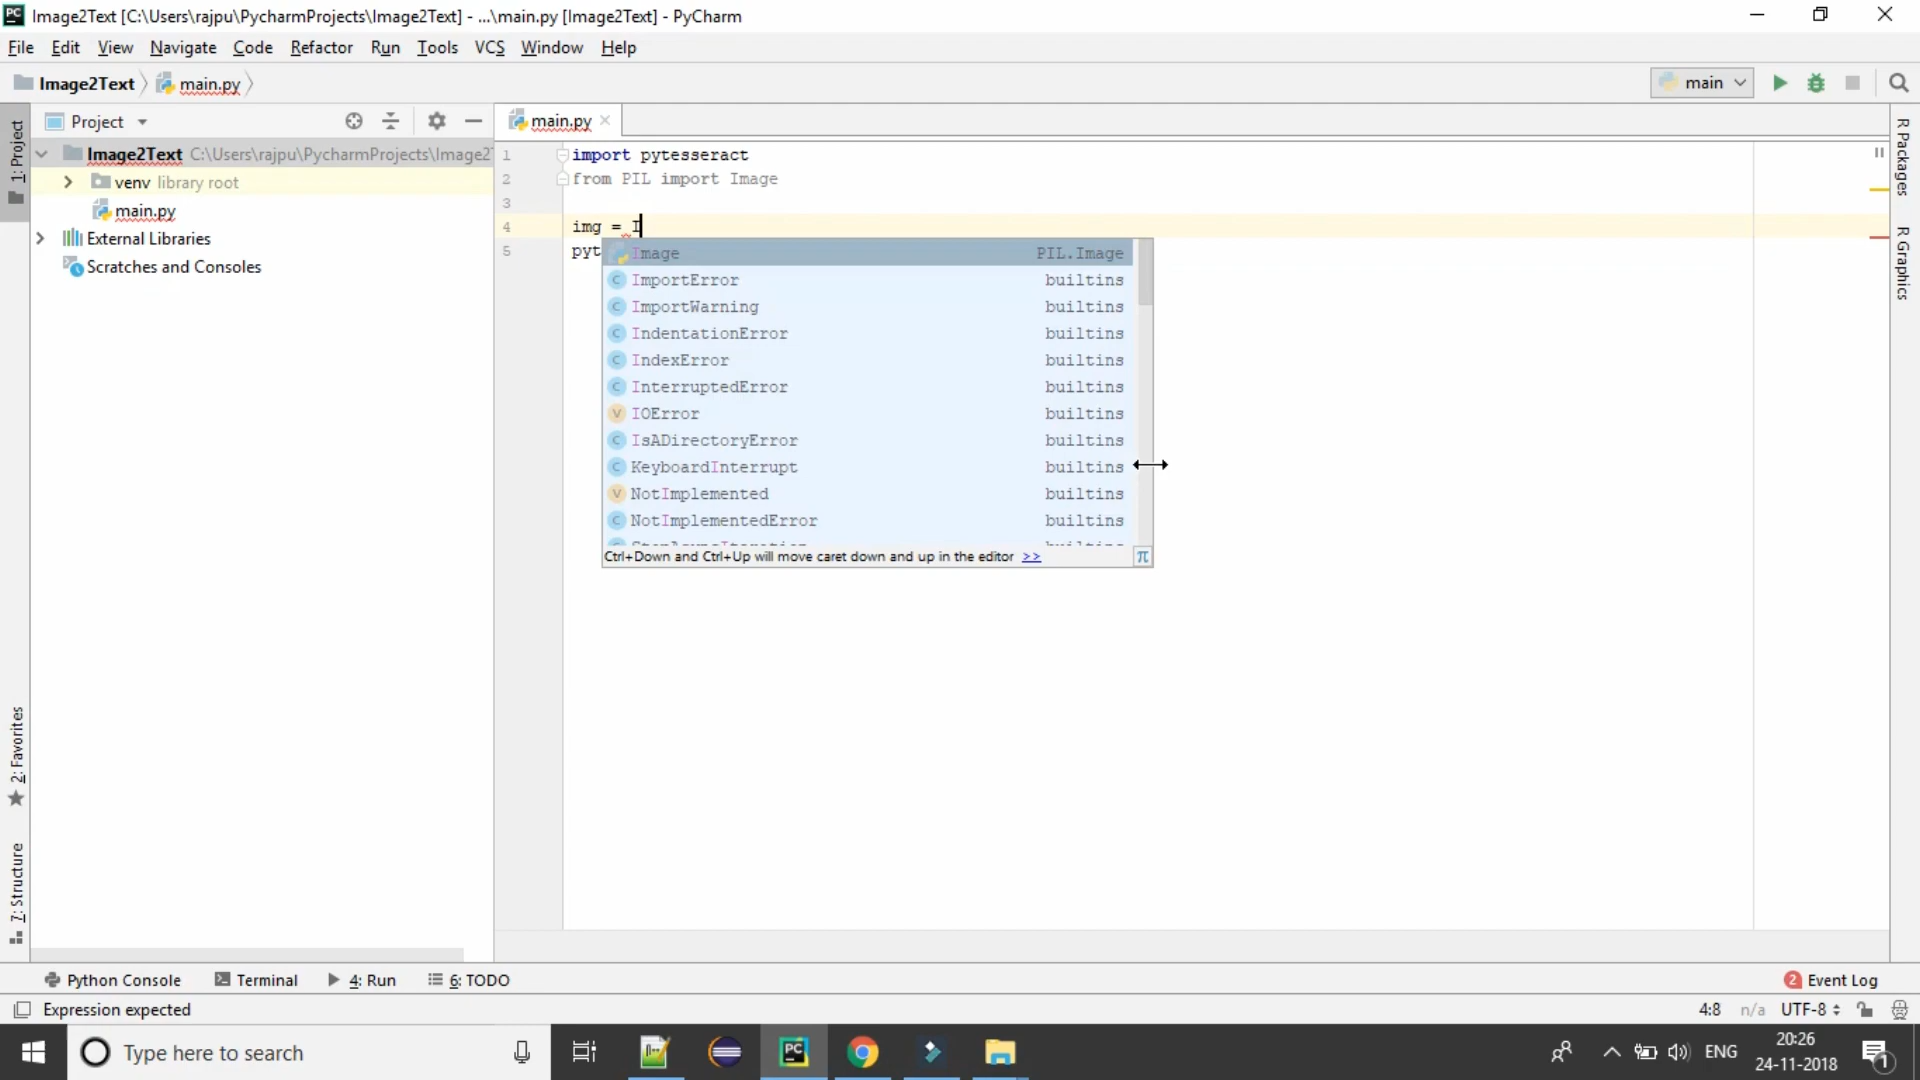 Image2Text [C:\Users\rajpu\PycharmProjects\Image2Text] - ...\main.py [Image2Text] - PyCharm
File Edit View Navigate Code Refactor Run Tools VCS Window Help
Image2Text main.py main
Project main.py
1: Project
Image2Text C:\Users\rajpu\PycharmProjects\Image2
venv library root
main.py
External Libraries
Scratches and Consoles
1 import pytesseract
2 from PIL import Image
3
4 img = I
5 pyt
Image PIL.Image
ImportError builtins
ImportWarning builtins
IndentationError builtins
IndexError builtins
InterruptedError builtins
IOError builtins
IsADirectoryError builtins
KeyboardInterrupt builtins
NotImplemented builtins
NotImplementedError builtins
Ctrl+Down and Ctrl+Up will move caret down and up in the editor >>
π
R Packages
R Graphics
2: Favorites
7: Structure
Python Console Terminal 4: Run 6: TODO 2 Event Log
Expression expected 4:8 n/a UTF-8
Type here to search ENG 20:26
24-11-2018 1